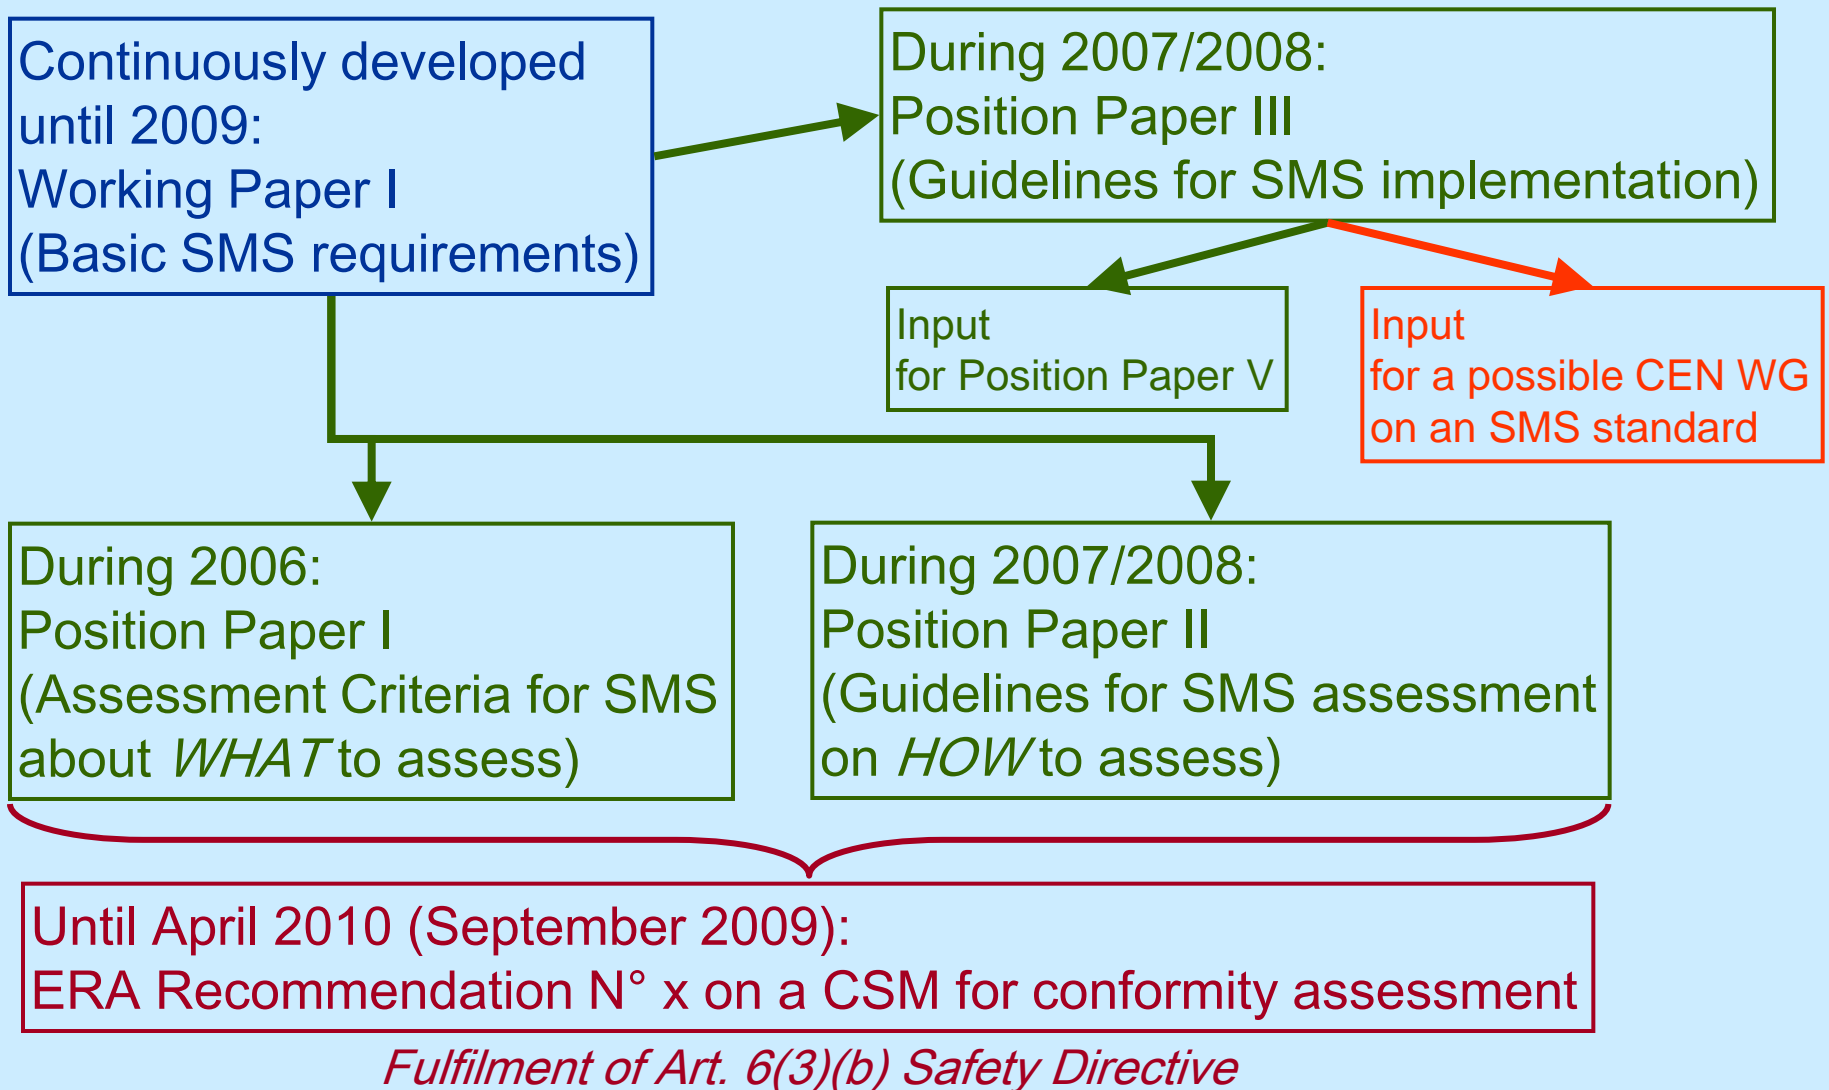 Continuously developed
until 2009:
Working Paper I
(Basic SMS requirements)
During 2007/2008:
Position Paper III
(Guidelines for SMS implementation)
Input
for Position Paper V
Input
for a possible CEN WG
on an SMS standard
During 2006:
Position Paper I
(Assessment Criteria for SMS
about WHAT to assess)
During 2007/2008:
Position Paper II
(Guidelines for SMS assessment
on HOW to assess)
Until April 2010 (September 2009):
ERA Recommendation N° x on a CSM for conformity assessment
Fulfilment of Art. 6(3)(b) Safety Directive